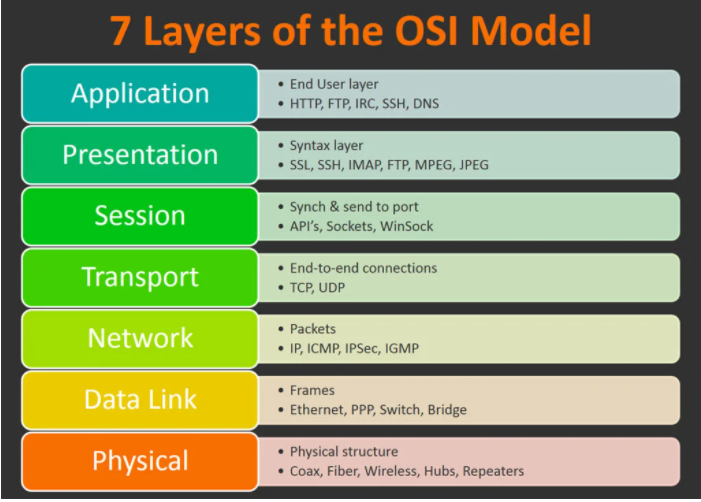 7 Layers of the OSI Model
Application
• End User layer
• HTTP, FTP, IRC, SSH, DNS
Presentation
• Syntax layer
• SSL, SSH, IMAP, FTP, MPEG, JPEG
Session
• Synch & send to port
• API's, Sockets, WinSock
Transport
• End-to-end connections
• TCP, UDP
Network
• Packets
• IP, ICMP, IPSec, IGMP
Data Link
• Frames
• Ethernet, PPP, Switch, Bridge
Physical
• Physical structure
• Coax, Fiber, Wireless, Hubs, Repeaters